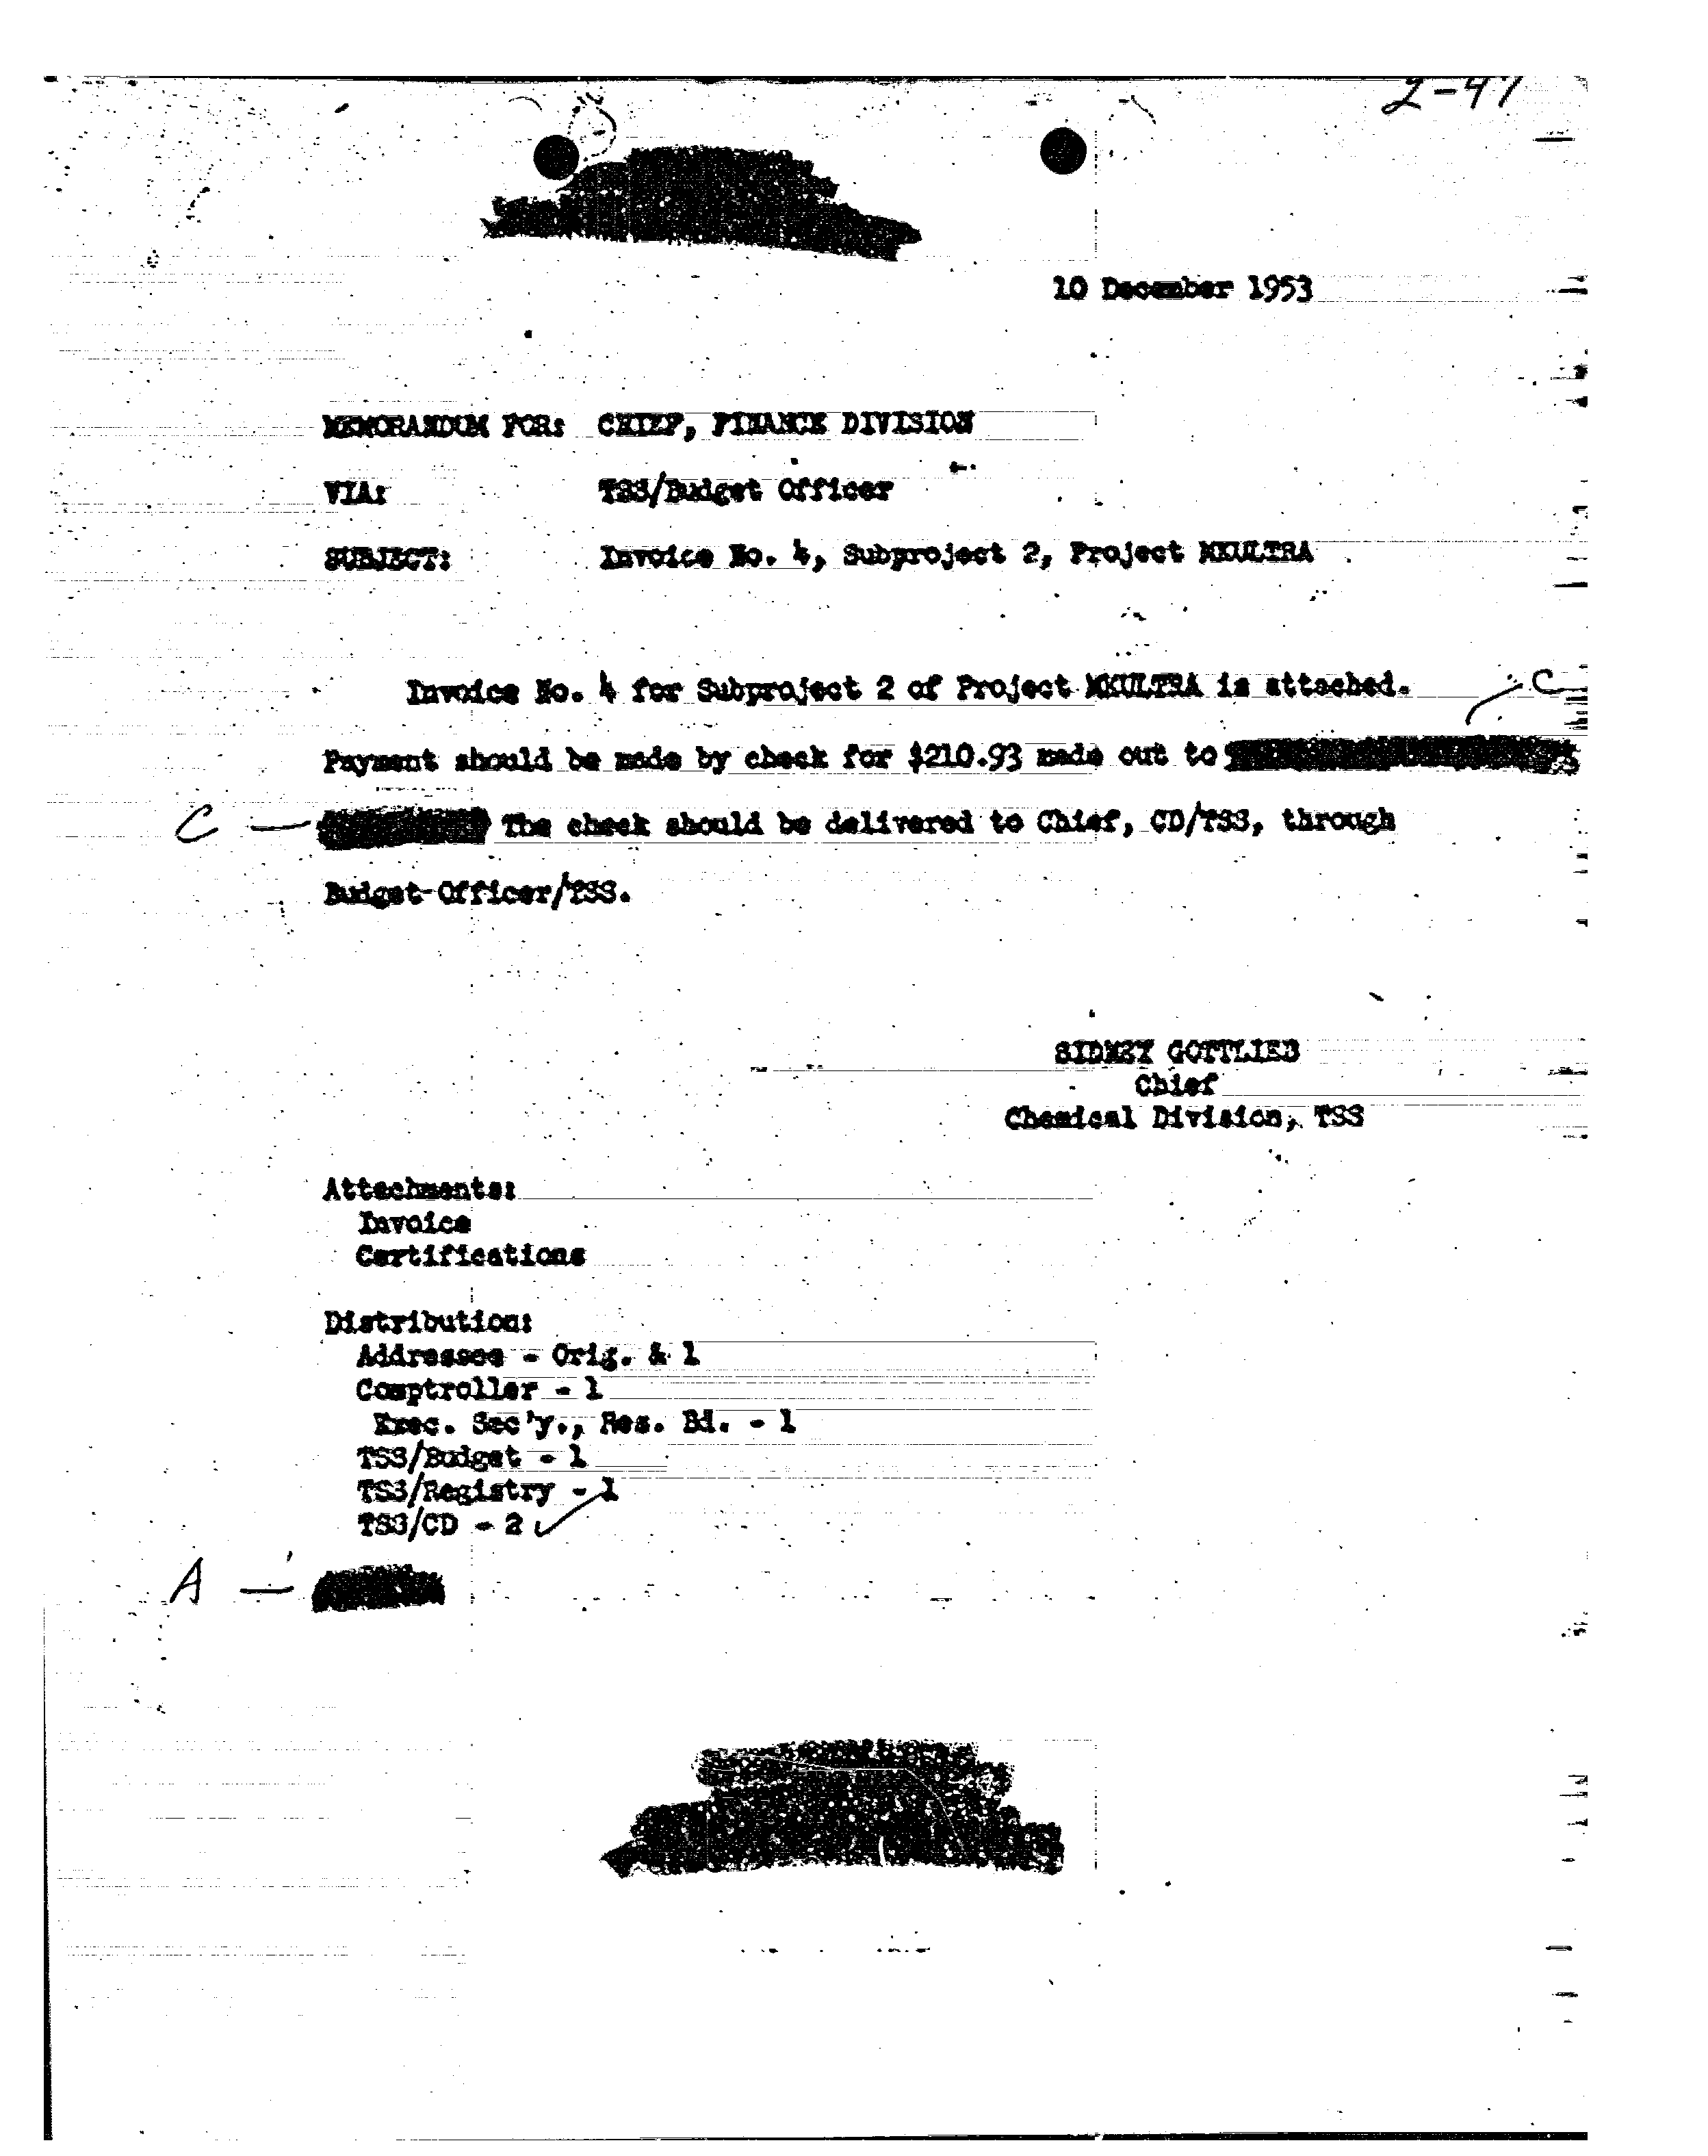 2-47
10 December 1953
MEMORANDUM FOR: CHIEF, FINANCE DIVISION
VIA: TSS/Budget Officer
SUBJECT: Invoice No. 4, Subproject 2, Project MKULTRA
Invoice No. 4 for Subproject 2 of Project MKULTRA is attached.
C
Payment should be made by check for $210.93 made out to
C — The check should be delivered to Chief, CD/TSS, through
Budget Officer/TSS.
SIDNEY GOTTLIEB
Chief
Chemical Division, TSS
Attachments:
Invoice
Certifications
Distribution:
Addressee - Orig. & 1
Comptroller - 1
Exec. Sec'y., Res. Bd. - 1
TSS/Budget - 1
TSS/Registry - 1
TSS/CD - 2
A —